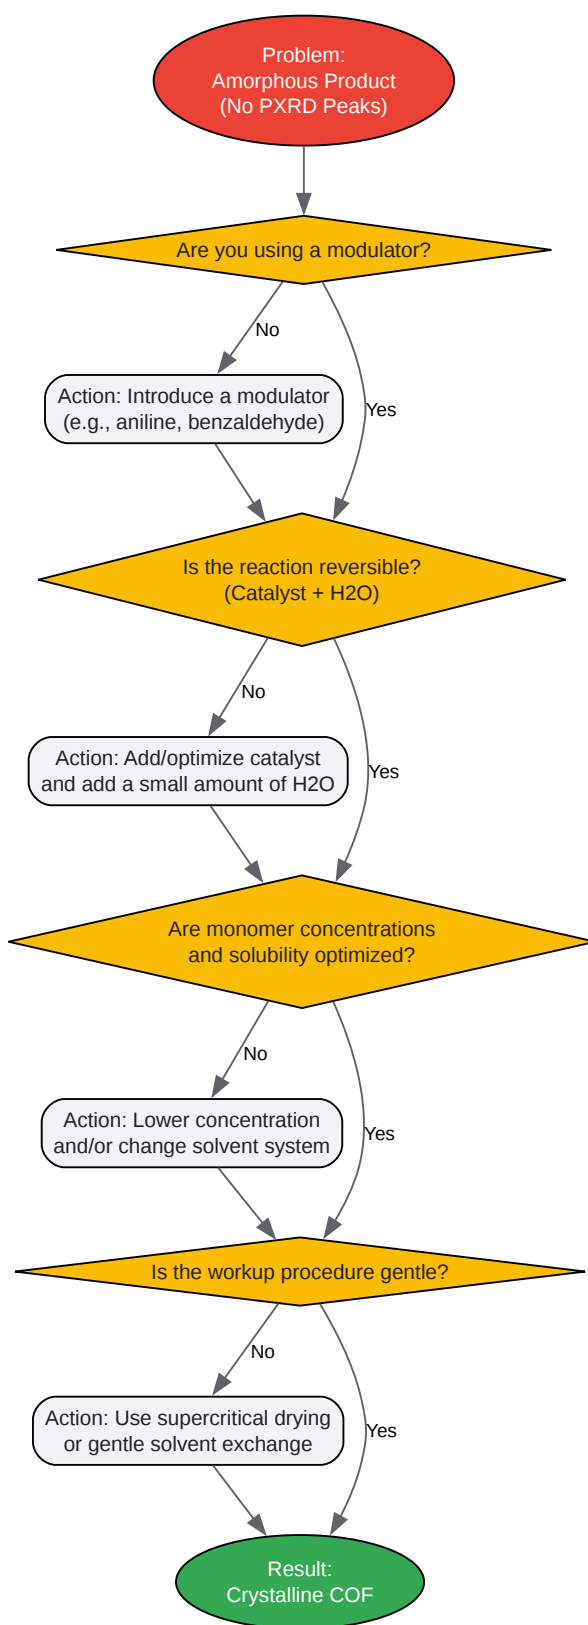 Problem:
Amorphous Product
(No PXRD Peaks)
Are you using a modulator?
No
Action: Introduce a modulator
(e.g., aniline, benzaldehyde)
Yes
Is the reaction reversible?
(Catalyst + H2O)
No
Action: Add/optimize catalyst
and add a small amount of H2O
Yes
Are monomer concentrations
and solubility optimized?
No
Action: Lower concentration
and/or change solvent system
Yes
Is the workup procedure gentle?
No
Action: Use supercritical drying
or gentle solvent exchange
Yes
Result:
Crystalline COF